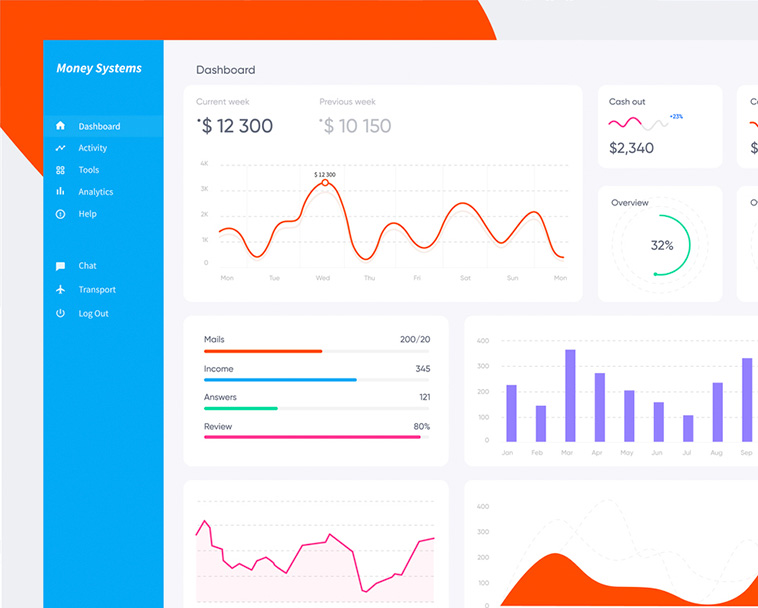 Money Systems
Dashboard
Activity
Tools
Analytics
Help
Chat
Transport
Log Out
Dashboard
Current week
Previous week
*$ 12 300
*$ 10 150
4K
3K
2K
1K
0
$ 12 300
Mon Tue Wed Thu Fri Sat Sun Mon
Cash out
+23%
$2,340
$
Overview
32%
Mails 200/20
Income 345
Answers 121
Review 80%
400
300
200
100
0
Jan Feb Mar Apr May Jun Jul Aug Sep
400
300
200
100
0